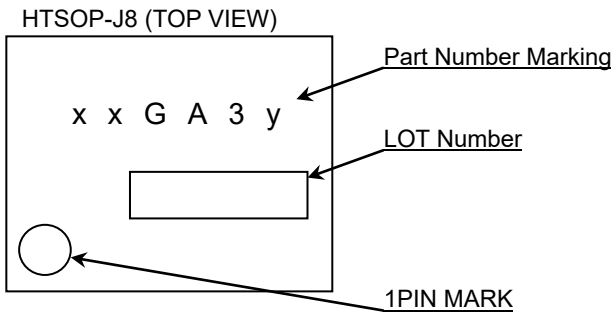 HTSOP-J8 (TOP VIEW)
Part Number Marking
x x G A 3 y
LOT Number
1PIN MARK